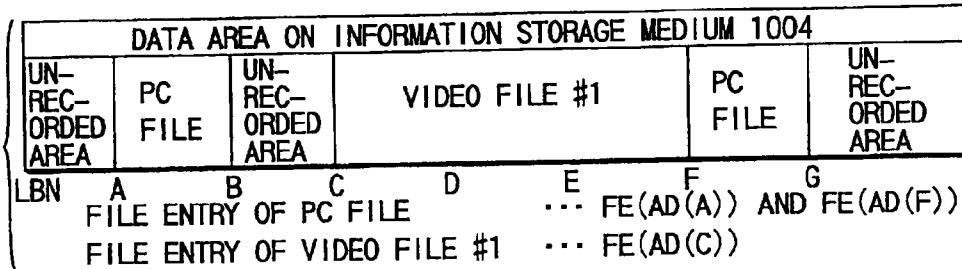 DATA AREA ON INFORMATION STORAGE MEDIUM 1004
UN-
REC-
ORDED
AREA
PC
FILE
UN-
REC-
ORDED
AREA
VIDEO FILE #1
PC
FILE
UN-
REC-
ORDED
AREA
LBN A B C D E F G
FILE ENTRY OF PC FILE ··· FE(AD(A)) AND FE(AD(F))
FILE ENTRY OF VIDEO FILE #1 ··· FE(AD(C))